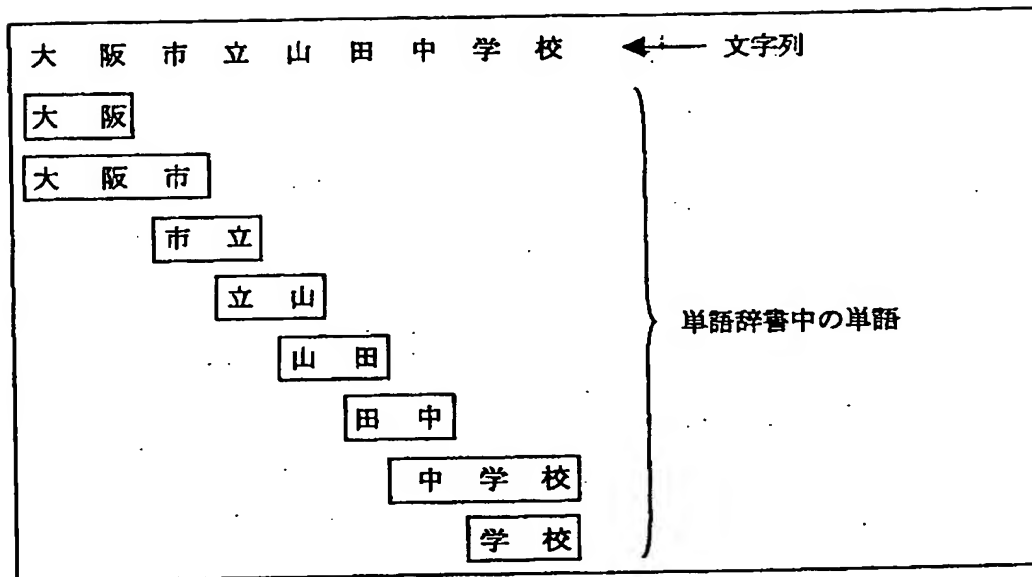 大阪市立山田中学校 ← 文字列
大阪
大阪市
市立
立山
山田 単語辞書中の単語
田中
中学校
学校